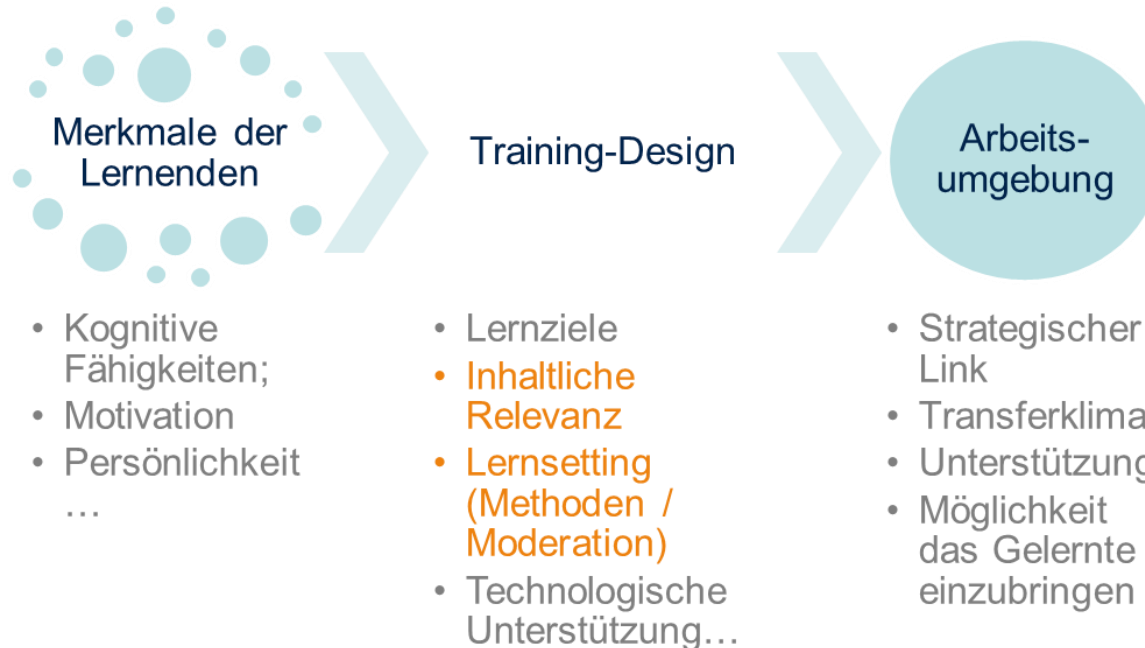 Merkmale der
Lernenden
Training-Design
Arbeits-
umgebung
• Kognitive
Fähigkeiten;
• Motivation
• Persönlichkeit
…
• Lernziele
• Inhaltliche
Relevanz
• Lernsetting
(Methoden /
Moderation)
• Technologische
Unterstützung…
• Strategischer
Link
• Transferklima
• Unterstützung
• Möglichkeit
das Gelernte
einzubringen